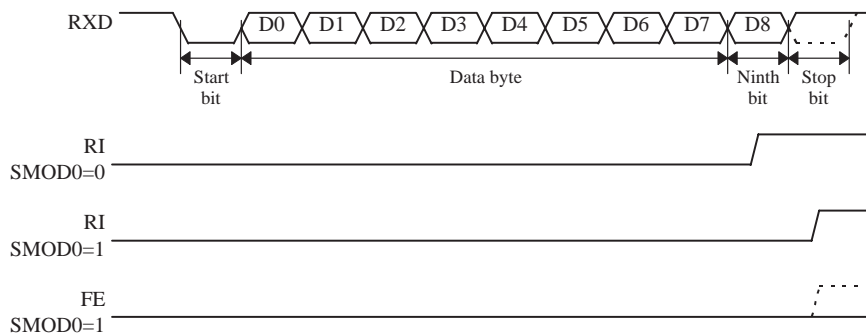 RXD D0 D1 D2 D3 D4 D5 D6 D7 D8
Start bit Data byte Ninth bit Stop bit
RI
SMOD0=0
RI
SMOD0=1
FE
SMOD0=1